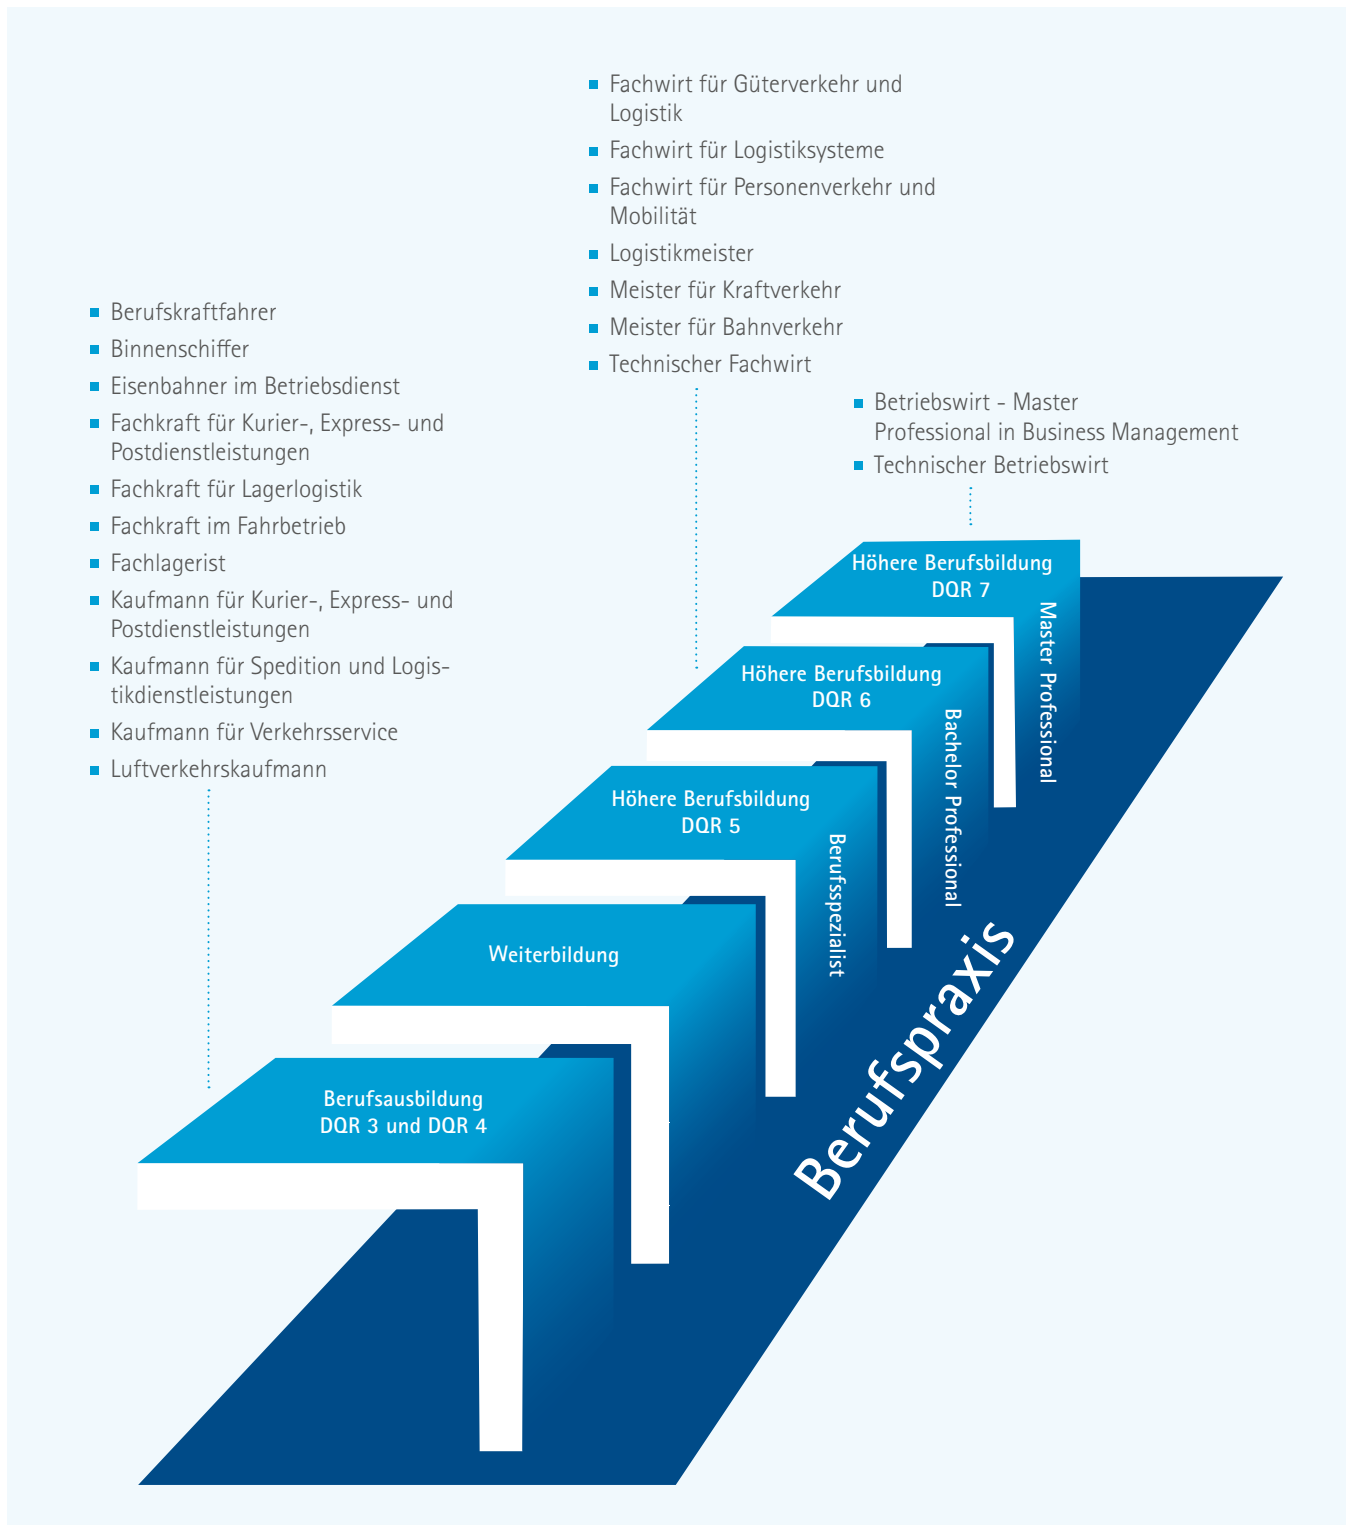 Fachwirt für Güterverkehr und
Logistik
Fachwirt für Logistiksysteme
Fachwirt für Personenverkehr und
Mobilität
Logistikmeister
Meister für Kraftverkehr
Meister für Bahnverkehr
Technischer Fachwirt
Berufskraftfahrer
Binnenschiffer
Eisenbahner im Betriebsdienst
Fachkraft für Kurier-, Express- und
Postdienstleistungen
Fachkraft für Lagerlogistik
Fachkraft im Fahrbetrieb
Fachlagerist
Kaufmann für Kurier-, Express- und
Postdienstleistungen
Kaufmann für Spedition und Logis-
tikdienstleistungen
Kaufmann für Verkehrsservice
Luftverkehrskaufmann
Betriebswirt - Master
Professional in Business Management
Technischer Betriebswirt
Höhere Berufsbildung
DQR 7
Master Professional
Höhere Berufsbildung
DQR 6
Bachelor Professional
Höhere Berufsbildung
DQR 5
Berufsspezialist
Weiterbildung
Berufsausbildung
DQR 3 und DQR 4
Berufspraxis